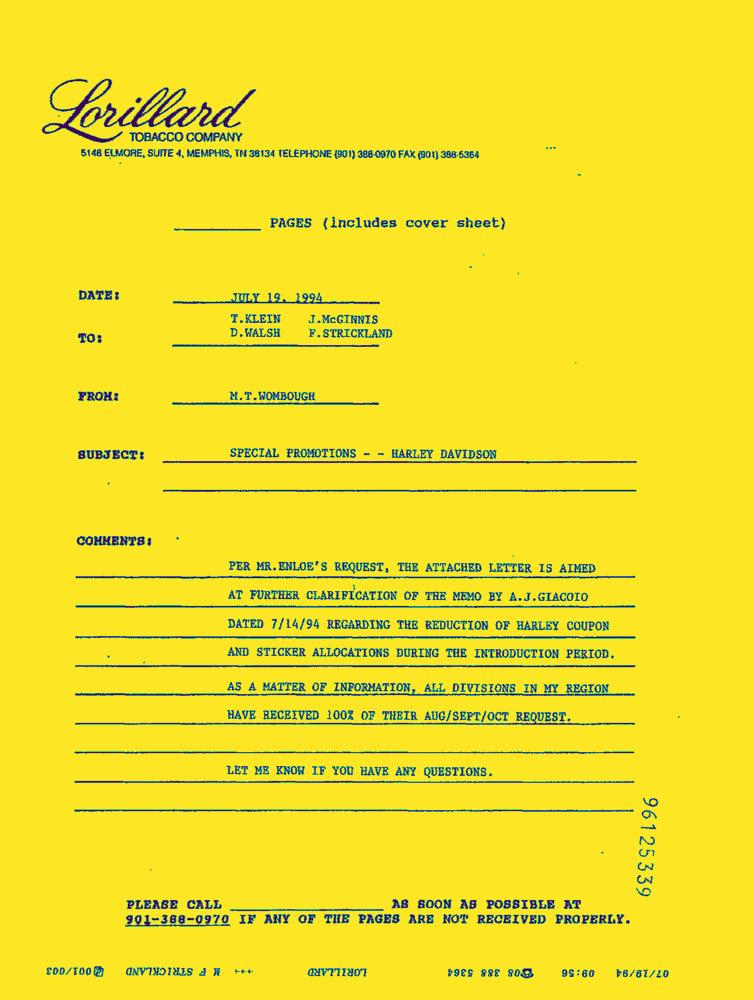 Lorillard
TOBACCO COMPANY
5146 ELMORE, SUITE 4, MEMPHIS, TN 38134 TELEPHONE (901) 388-0970 FAX (901) 388-5364
PAGES (includes cover sheet)
DATE: JULY 19, 1994
T.KLEIN J.McGINNIS
TO: D.WALSH F.STRICKLAND
FROM: M.T.WOMBOUGH
SUBJECT: SPECIAL PROMOTIONS - - HARLEY DAVIDSON
COMMENTS:
PER MR.ENLOE'S REQUEST, THE ATTACHED LETTER IS AIMED
AT FURTHER CLARIFICATION OF THE MEMO BY A.J.GIACOIO
DATED 7/14/94 REGARDING THE REDUCTION OF HARLEY COUPON
AND STICKER ALLOCATIONS DURING THE INTRODUCTION PERIOD.
AS A MATTER OF INFORMATION, ALL DIVISIONS IN MY REGION
HAVE RECEIVED 100% OF THEIR AUG/SEPT/OCT REQUEST.
LET ME KNOW IF YOU HAVE ANY QUESTIONS.
96125339
PLEASE CALL AS SOON AS POSSIBLE AT
901-388-0970 IF ANY OF THE PAGES ARE NOT RECEIVED PROPERLY.
07/19/94 09:56 908 388 5364 LORILLARD +++ M F STRICKLAND 001/003